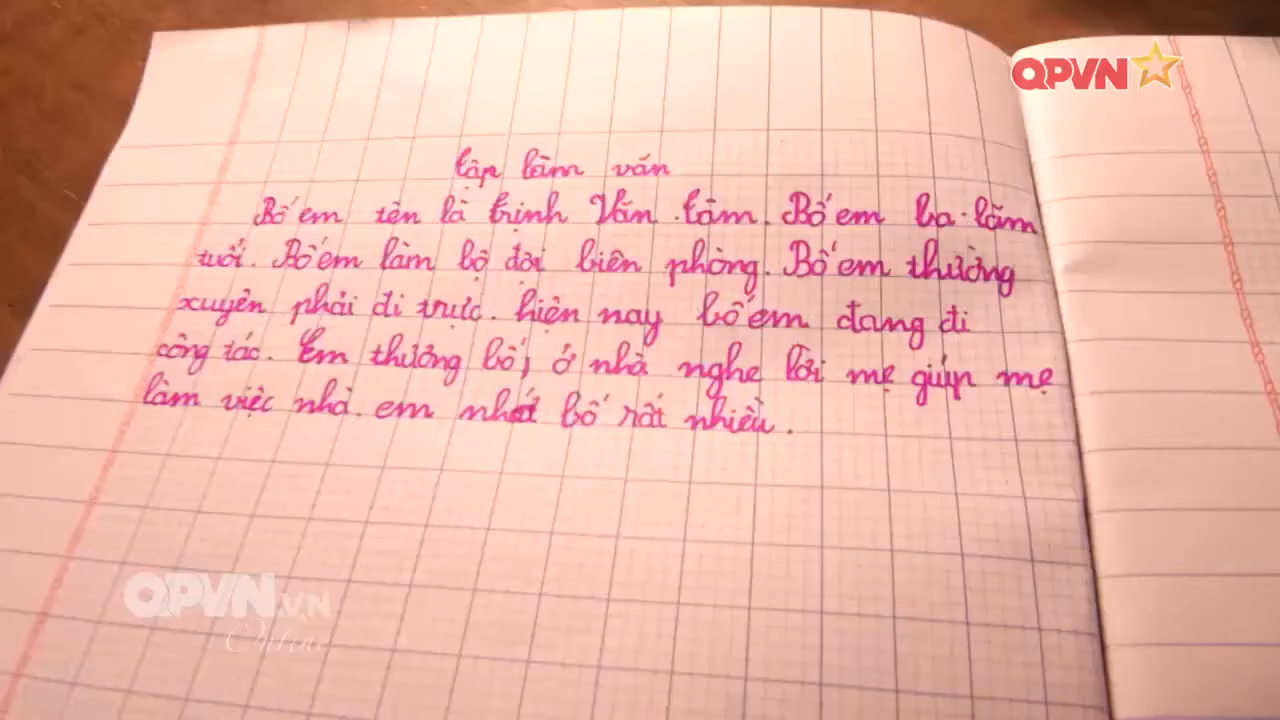 QPVN
tập làm văn
Bố em tên là trịnh Văn Lâm. Bố em ba lăm
tuổi. Bố em làm bộ đội biên phòng. Bố em thường
xuyên phải đi trực. hiện nay bố em đang đi
công tác. Em thương bố, ở nhà nghe lời mẹ giúp mẹ
làm việc nhà. em nhớ bố rất nhiều.
QPVN.VN
Online